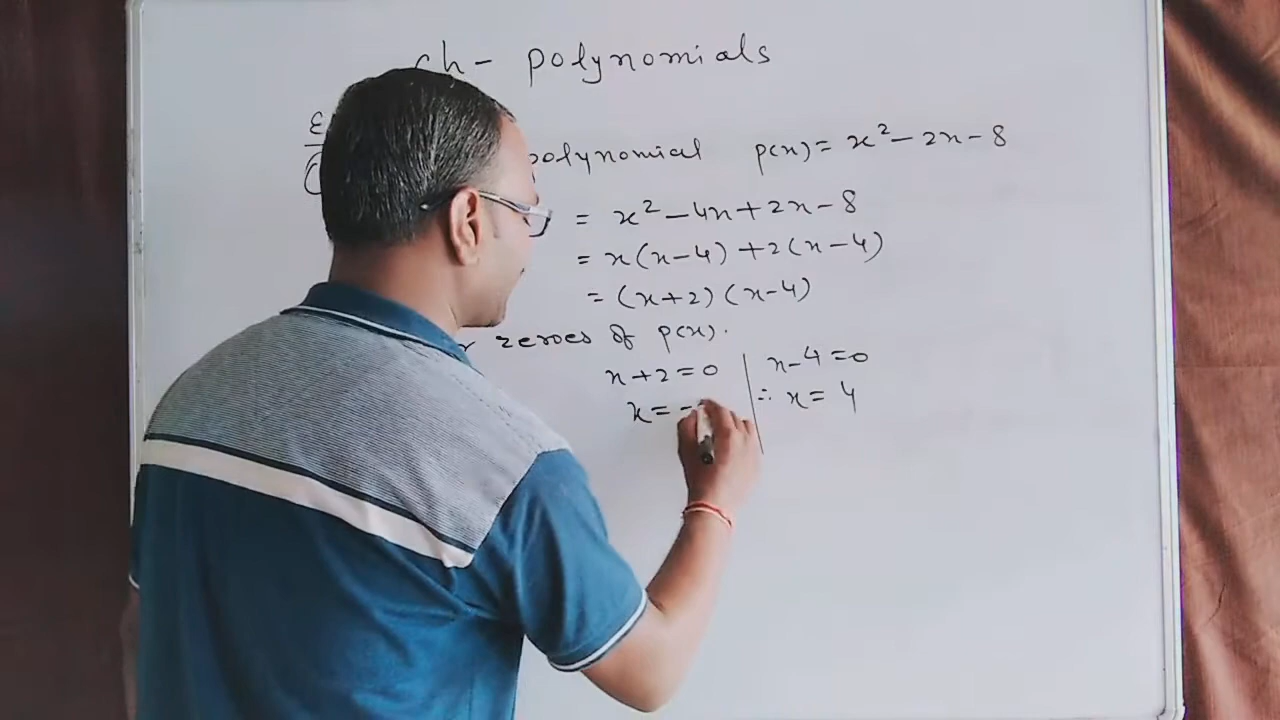 ch- polynomials
polynomial p(x) = x² - 2x - 8
= x² - 4x + 2x - 8
= x(x-4) + 2(x-4)
= (x+2) (x-4)
zeroes of p(x).
x+2=0 | x-4=0
x = - | ∴ x = 4